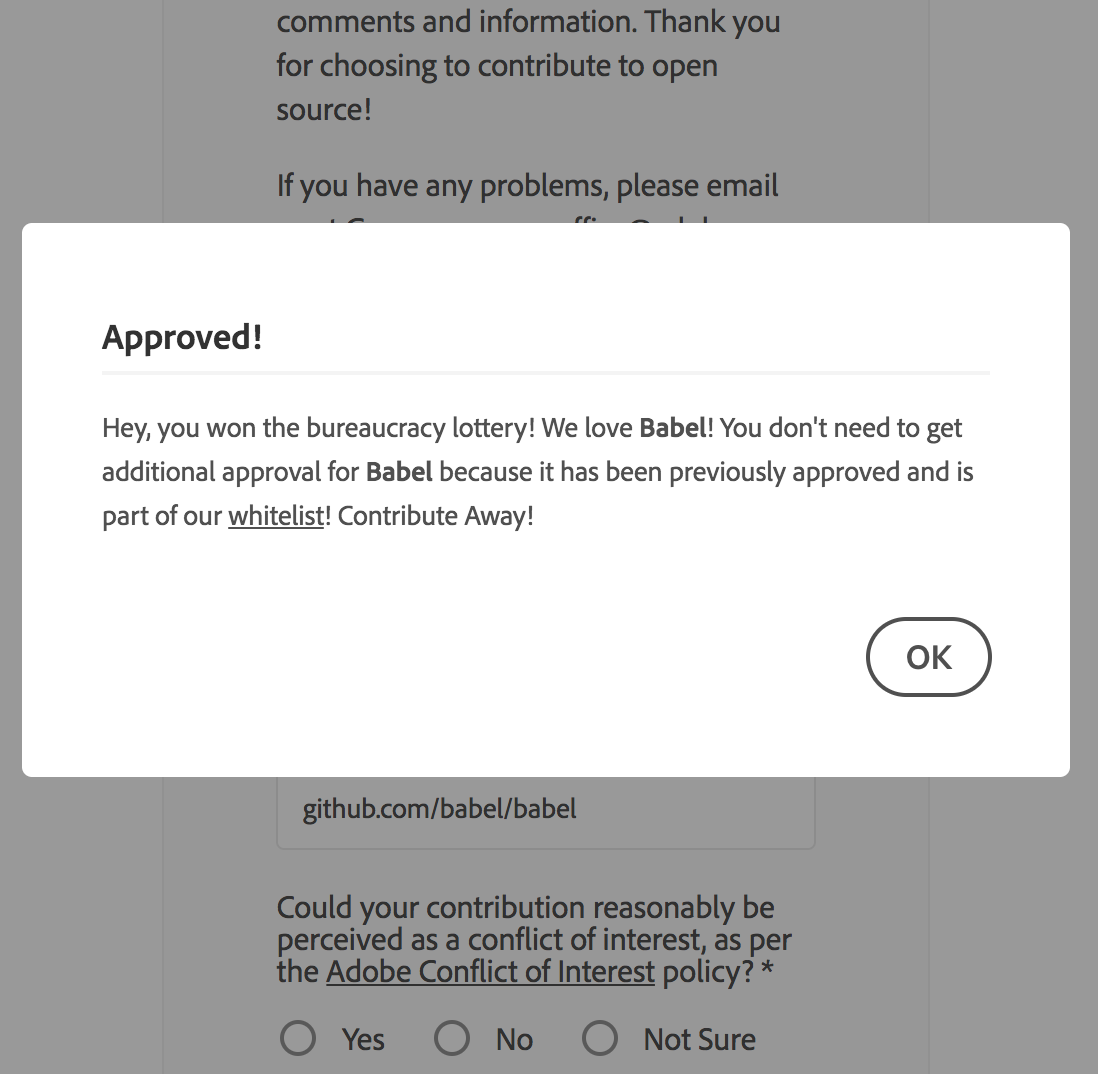 comments and information. Thank you
for choosing to contribute to open
source!
If you have any problems, please email
Approved!
Hey, you won the bureaucracy lottery! We love Babel! You don't need to get
additional approval for Babel because it has been previously approved and is
part of our whitelist! Contribute Away!
OK
github.com/babel/babel
Could your contribution reasonably be
perceived as a conflict of interest, as per
the Adobe Conflict of Interest policy? *
Yes No Not Sure